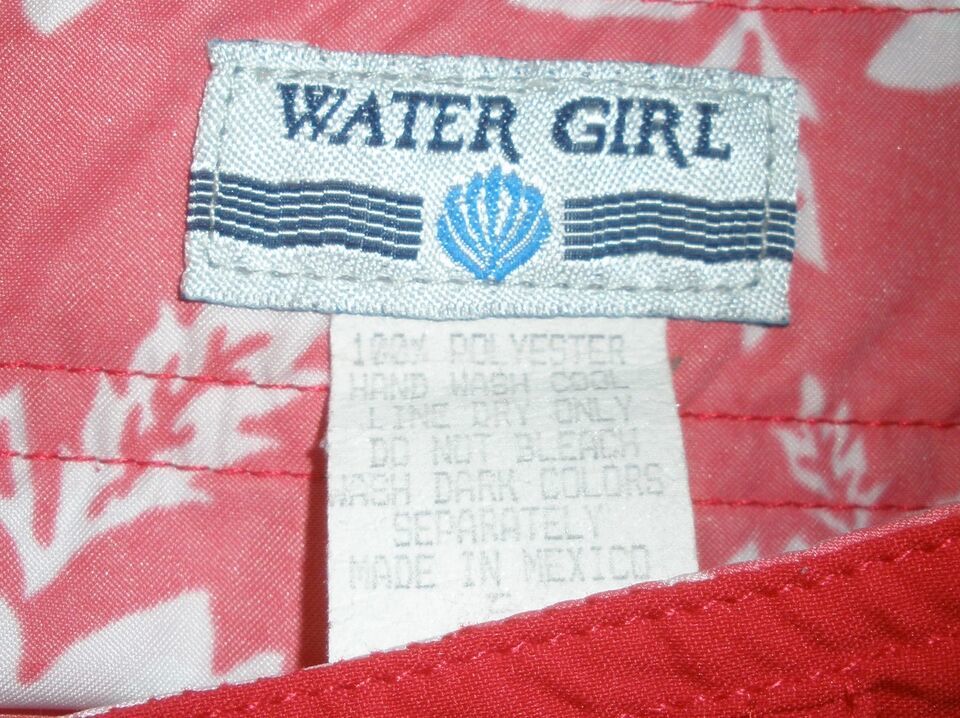 WATER GIRL
100% POLYESTER
HAND WASH COOL
LINE DRY ONLY
DO NOT BLEACH
WASH DARK COLORS
SEPARATELY
MADE IN MEXICO